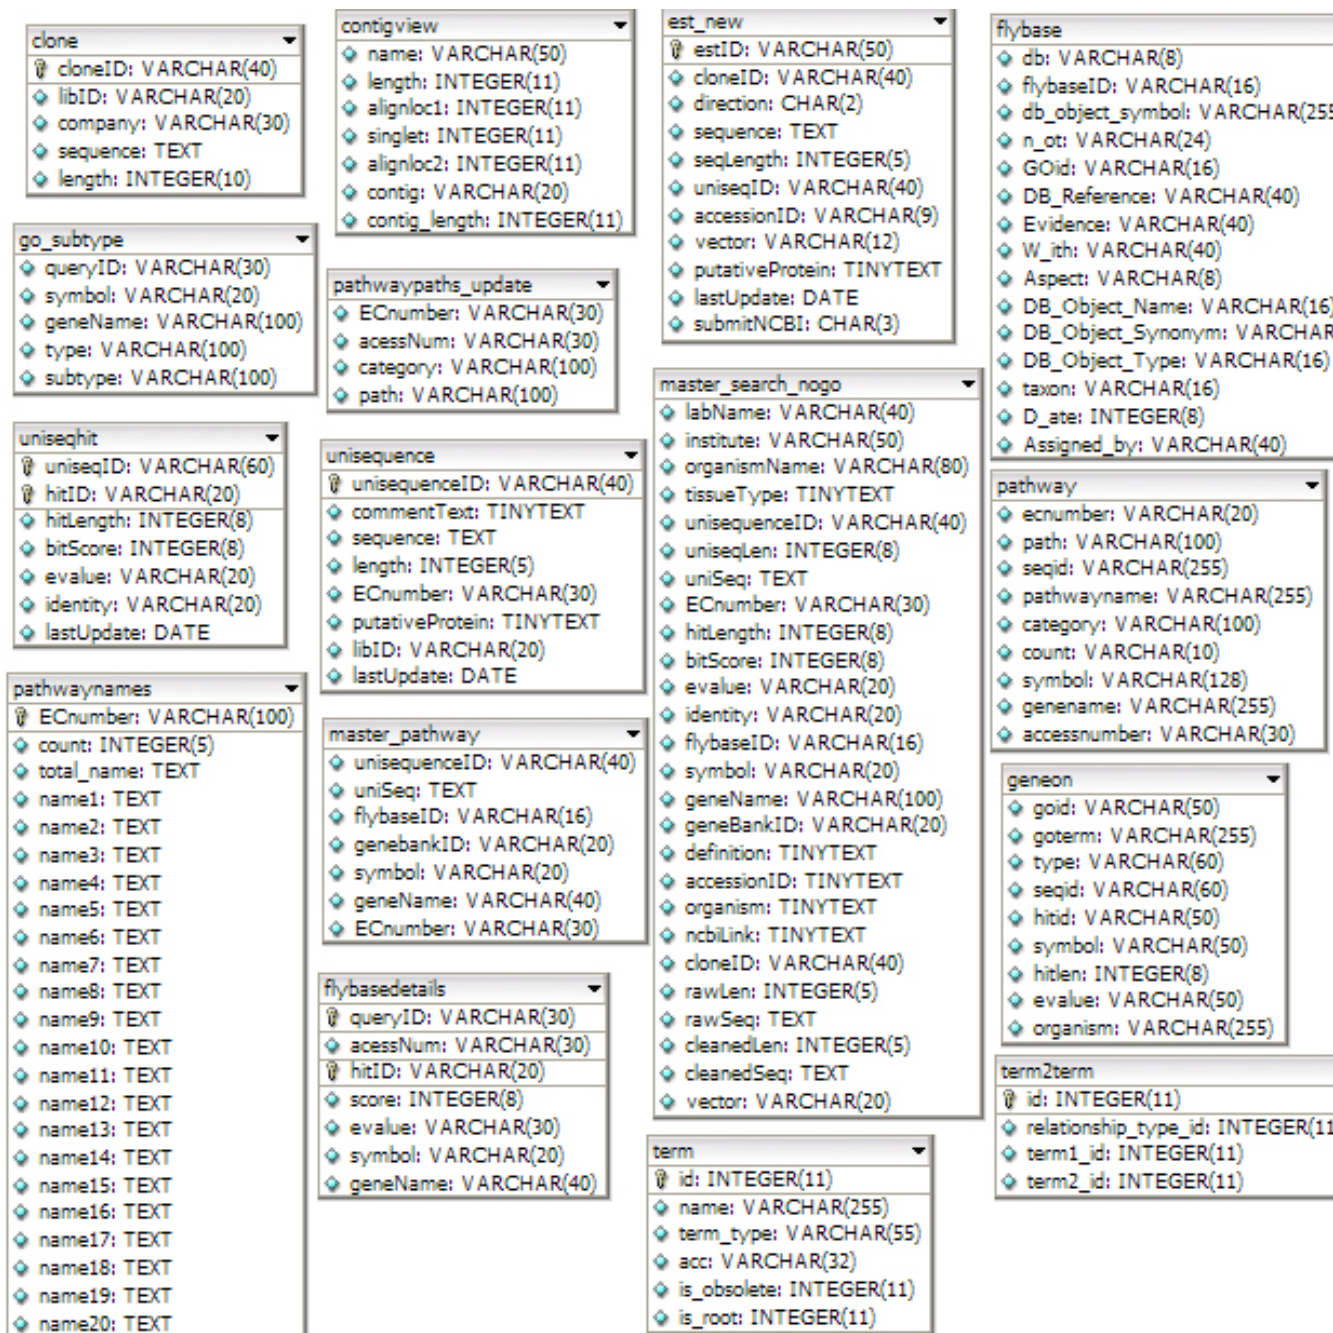 clone
cloneID: VARCHAR(40)
libID: VARCHAR(20)
company: VARCHAR(30)
sequence: TEXT
length: INTEGER(10)
go_subtype
queryID: VARCHAR(30)
symbol: VARCHAR(20)
geneName: VARCHAR(100)
type: VARCHAR(100)
subtype: VARCHAR(100)
uniseqhit
uniseqID: VARCHAR(60)
hitID: VARCHAR(20)
hitLength: INTEGER(8)
bitScore: INTEGER(8)
evalue: VARCHAR(20)
identity: VARCHAR(20)
lastUpdate: DATE
pathwaynames
ECnumber: VARCHAR(100)
count: INTEGER(5)
total_name: TEXT
name1: TEXT
name2: TEXT
name3: TEXT
name4: TEXT
name5: TEXT
name6: TEXT
name7: TEXT
name8: TEXT
name9: TEXT
name10: TEXT
name11: TEXT
name12: TEXT
name13: TEXT
name14: TEXT
name15: TEXT
name16: TEXT
name17: TEXT
name18: TEXT
name19: TEXT
name20: TEXT
contigview
name: VARCHAR(50)
length: INTEGER(11)
alignloc1: INTEGER(11)
singlet: INTEGER(11)
alignloc2: INTEGER(11)
contig: VARCHAR(20)
contig_length: INTEGER(11)
pathwaypaths_update
ECnumber: VARCHAR(30)
acessNum: VARCHAR(30)
category: VARCHAR(100)
path: VARCHAR(100)
unisequence
unisequenceID: VARCHAR(40)
commentText: TINYTEXT
sequence: TEXT
length: INTEGER(5)
ECnumber: VARCHAR(30)
putativeProtein: TINYTEXT
libID: VARCHAR(20)
lastUpdate: DATE
master_pathway
unisequenceID: VARCHAR(40)
uniSeq: TEXT
flybaseID: VARCHAR(16)
genebankID: VARCHAR(20)
symbol: VARCHAR(20)
geneName: VARCHAR(40)
ECnumber: VARCHAR(30)
flybasedetails
queryID: VARCHAR(30)
acessNum: VARCHAR(30)
hitID: VARCHAR(20)
score: INTEGER(8)
evalue: VARCHAR(30)
symbol: VARCHAR(20)
geneName: VARCHAR(40)
est_new
estID: VARCHAR(50)
cloneID: VARCHAR(40)
direction: CHAR(2)
sequence: TEXT
seqLength: INTEGER(5)
uniseqID: VARCHAR(40)
accessionID: VARCHAR(9)
vector: VARCHAR(12)
putativeProtein: TINYTEXT
lastUpdate: DATE
submitNCBI: CHAR(3)
master_search_nogo
labName: VARCHAR(40)
institute: VARCHAR(50)
organismName: VARCHAR(80)
tissueType: TINYTEXT
unisequenceID: VARCHAR(40)
uniseqLen: INTEGER(8)
uniSeq: TEXT
ECnumber: VARCHAR(30)
hitLength: INTEGER(8)
bitScore: INTEGER(8)
evalue: VARCHAR(20)
identity: VARCHAR(20)
flybaseID: VARCHAR(16)
symbol: VARCHAR(20)
geneName: VARCHAR(100)
geneBankID: VARCHAR(20)
definition: TINYTEXT
accessionID: TINYTEXT
organism: TINYTEXT
ncbiLink: TINYTEXT
cloneID: VARCHAR(40)
rawLen: INTEGER(5)
rawSeq: TEXT
cleanedLen: INTEGER(5)
cleanedSeq: TEXT
vector: VARCHAR(20)
term
id: INTEGER(11)
name: VARCHAR(255)
term_type: VARCHAR(55)
acc: VARCHAR(32)
is_obsolete: INTEGER(11)
is_root: INTEGER(11)
flybase
db: VARCHAR(8)
flybaseID: VARCHAR(16)
db_object_symbol: VARCHAR(255
n_ot: VARCHAR(24)
GOid: VARCHAR(16)
DB_Reference: VARCHAR(40)
Evidence: VARCHAR(40)
W_ith: VARCHAR(40)
Aspect: VARCHAR(8)
DB_Object_Name: VARCHAR(16)
DB_Object_Synonym: VARCHAR
DB_Object_Type: VARCHAR(16)
taxon: VARCHAR(16)
D_ate: INTEGER(8)
Assigned_by: VARCHAR(40)
pathway
ecnumber: VARCHAR(20)
path: VARCHAR(100)
seqid: VARCHAR(255)
pathwayname: VARCHAR(255)
category: VARCHAR(100)
count: VARCHAR(10)
symbol: VARCHAR(128)
genename: VARCHAR(255)
accessnumber: VARCHAR(30)
geneon
goid: VARCHAR(50)
goterm: VARCHAR(255)
type: VARCHAR(60)
seqid: VARCHAR(60)
hitid: VARCHAR(50)
symbol: VARCHAR(50)
hitlen: INTEGER(8)
evalue: VARCHAR(50)
organism: VARCHAR(255)
term2term
id: INTEGER(11)
relationship_type_id: INTEGER(11
term1_id: INTEGER(11)
term2_id: INTEGER(11)